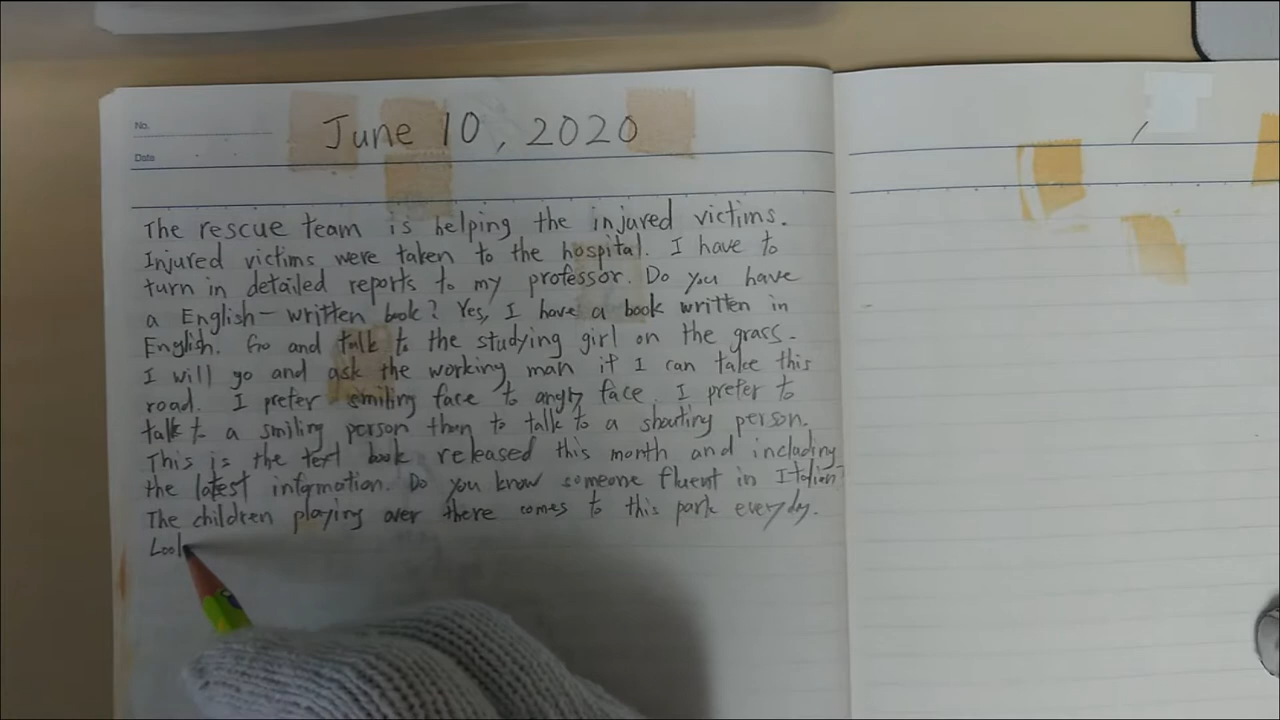 No.
June 10, 2020
Date
The rescue team is helping the injured victims.
Injured victims were taken to the hospital. I have to
turn in detailed reports to my professor. Do you have
a English-written book? Yes, I have a book written in
English. Go and talk to the studying girl on the grass.
I will go and ask the working man if I can take this
road. I prefer smiling face to angry face. I prefer to
talk to a smiling person than to talk to a shouting person.
This is the text book released this month and including
the latest information. Do you know someone fluent in Italian?
The children playing over there comes to this park everyday.
Look